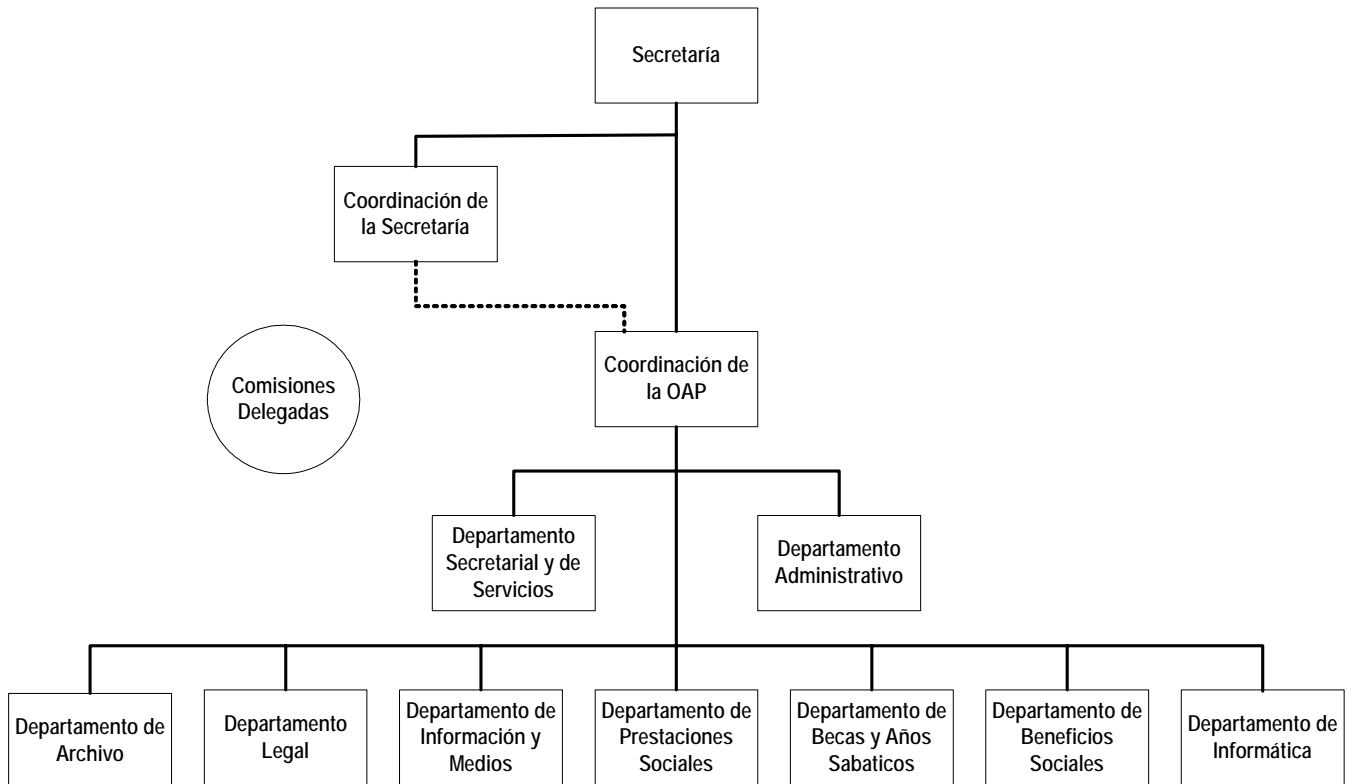 Secretaría
Coordinación de
la Secretaría
Coordinación de
la OAP
Comisiones
Delegadas
Departamento
Secretarial y de
Servicios
Departamento
Administrativo
Departamento de
Archivo
Departamento
Legal
Departamento de
Información y
Medios
Departamento de
Prestaciones
Sociales
Departamento de
Becas y Años
Sabaticos
Departamento de
Beneficios
Sociales
Departamento de
Informática